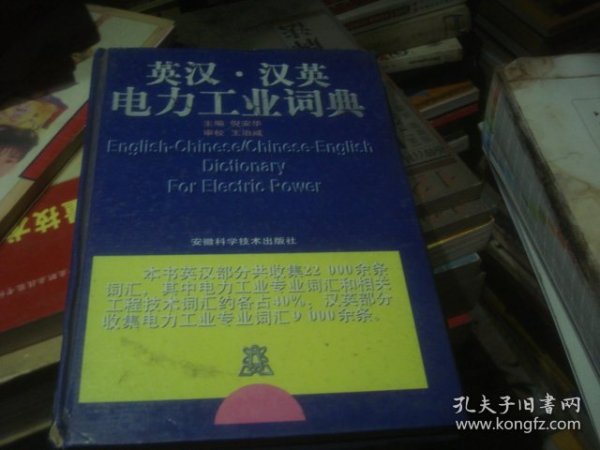 英汉·汉英
电力工业词典
主编 倪安华
审校 王治威
English-Chinese/Chinese-English
Dictionary
For Electric Power
安徽科学技术出版社
本书英汉部分共收集22 000余条
词汇，其中电力工业专业词汇和相关
工程技术词汇约各占40%；汉英部分
收集电力工业专业词汇9 000余条。
技术
孔夫子旧书网
www.kongfz.com